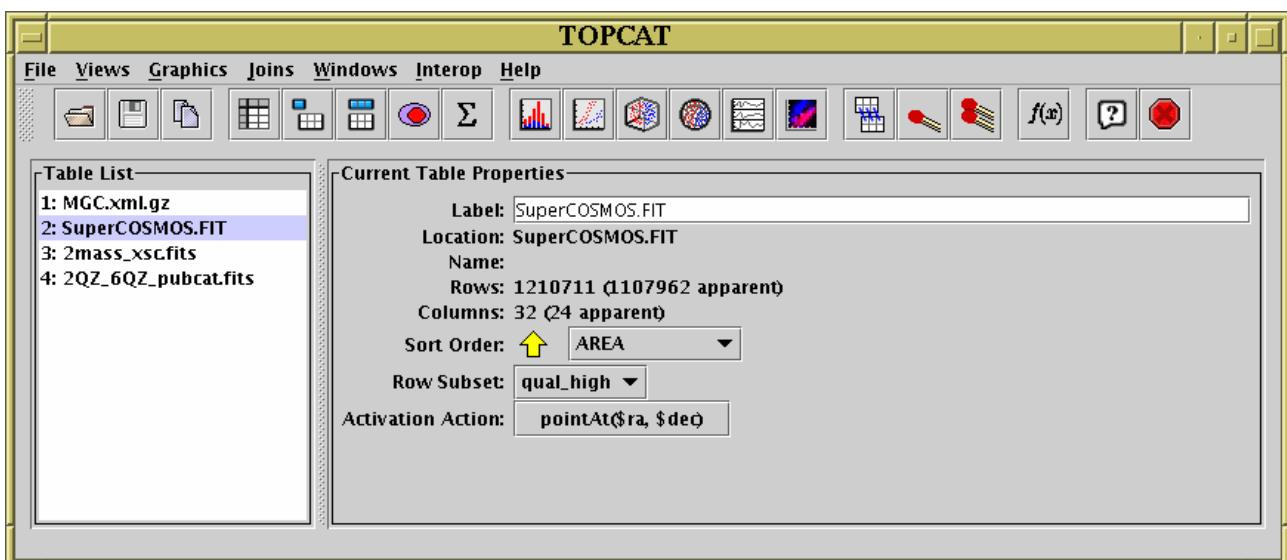 TOPCAT
File Views Graphics Joins Windows Interop Help
Σ f(x) ?
Table List
1: MGC.xml.gz
2: SuperCOSMOS.FIT
3: 2mass_xsc.fits
4: 2QZ_6QZ_pubcat.fits
Current Table Properties
Label: SuperCOSMOS.FIT
Location: SuperCOSMOS.FIT
Name:
Rows: 1210711 (1107962 apparent)
Columns: 32 (24 apparent)
Sort Order: AREA
Row Subset: qual_high
Activation Action: pointAt($ra, $dec)